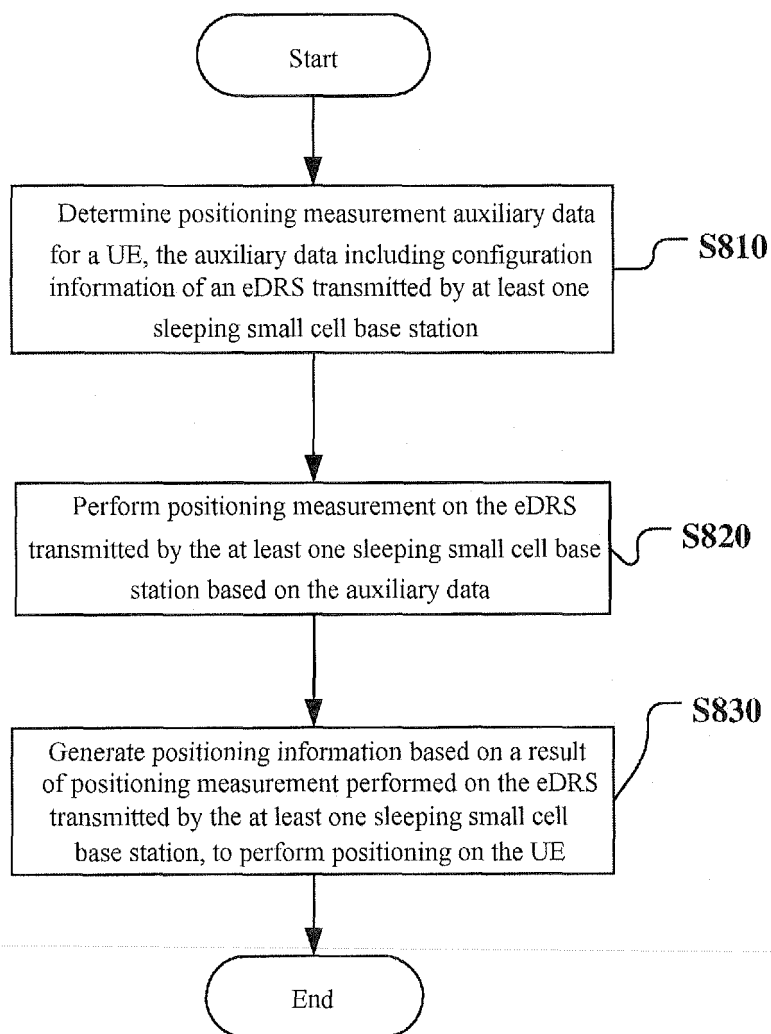 Start
Determine positioning measurement auxiliary data
for a UE, the auxiliary data including configuration
information of an eDRS transmitted by at least one
sleeping small cell base station
S810
Perform positioning measurement on the eDRS
transmitted by the at least one sleeping small cell base
station based on the auxiliary data
S820
Generate positioning information based on a result
of positioning measurement performed on the eDRS
transmitted by the at least one sleeping small cell
base station, to perform positioning on the UE
S830
End